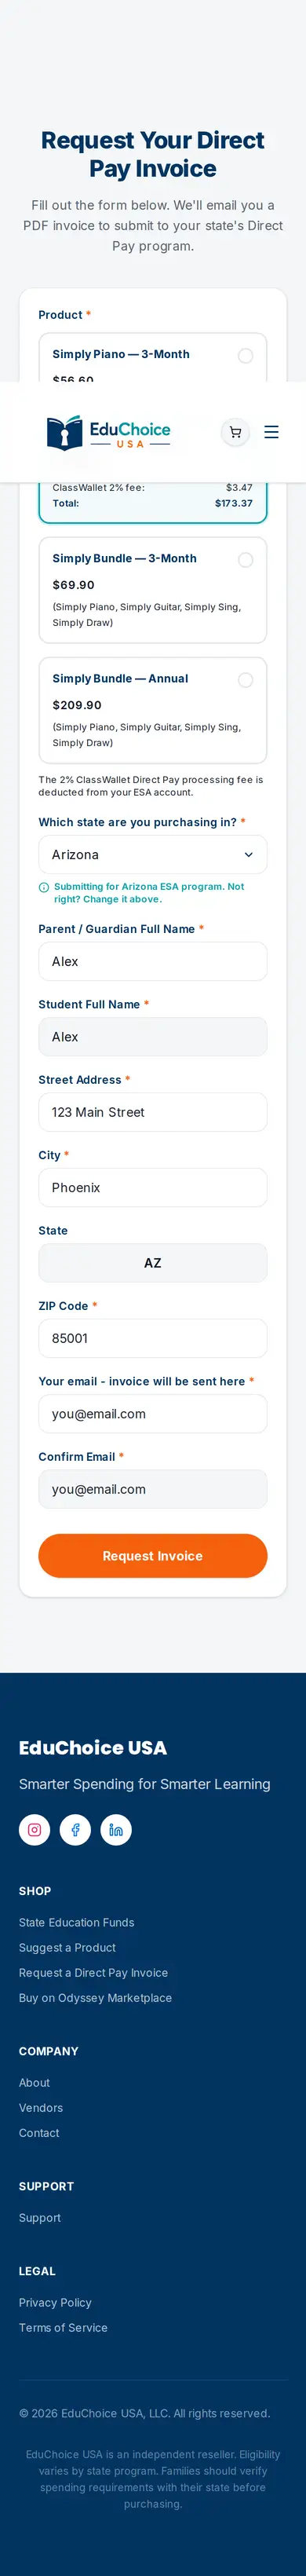 Request Your Direct
Pay Invoice
Fill out the form below. We'll email you a
PDF invoice to submit to your state's Direct
Pay program.
Product *
Simply Piano — 3-Month
$56.60
EduChoice
USA
ClassWallet 2% fee: $3.47
Total: $173.37
Simply Bundle — 3-Month
$69.90
(Simply Piano, Simply Guitar, Simply Sing,
Simply Draw)
Simply Bundle — Annual
$209.90
(Simply Piano, Simply Guitar, Simply Sing,
Simply Draw)
The 2% ClassWallet Direct Pay processing fee is
deducted from your ESA account.
Which state are you purchasing in? *
Arizona
Submitting for Arizona ESA program. Not
right? Change it above.
Parent / Guardian Full Name *
Alex
Student Full Name *
Alex
Street Address *
123 Main Street
City *
Phoenix
State
AZ
ZIP Code *
85001
Your email - invoice will be sent here *
you@email.com
Confirm Email *
you@email.com
Request Invoice
EduChoice USA
Smarter Spending for Smarter Learning
SHOP
State Education Funds
Suggest a Product
Request a Direct Pay Invoice
Buy on Odyssey Marketplace
COMPANY
About
Vendors
Contact
SUPPORT
Support
LEGAL
Privacy Policy
Terms of Service
© 2026 EduChoice USA, LLC. All rights reserved.
EduChoice USA is an independent reseller. Eligibility
varies by state program. Families should verify
spending requirements with their state before
purchasing.